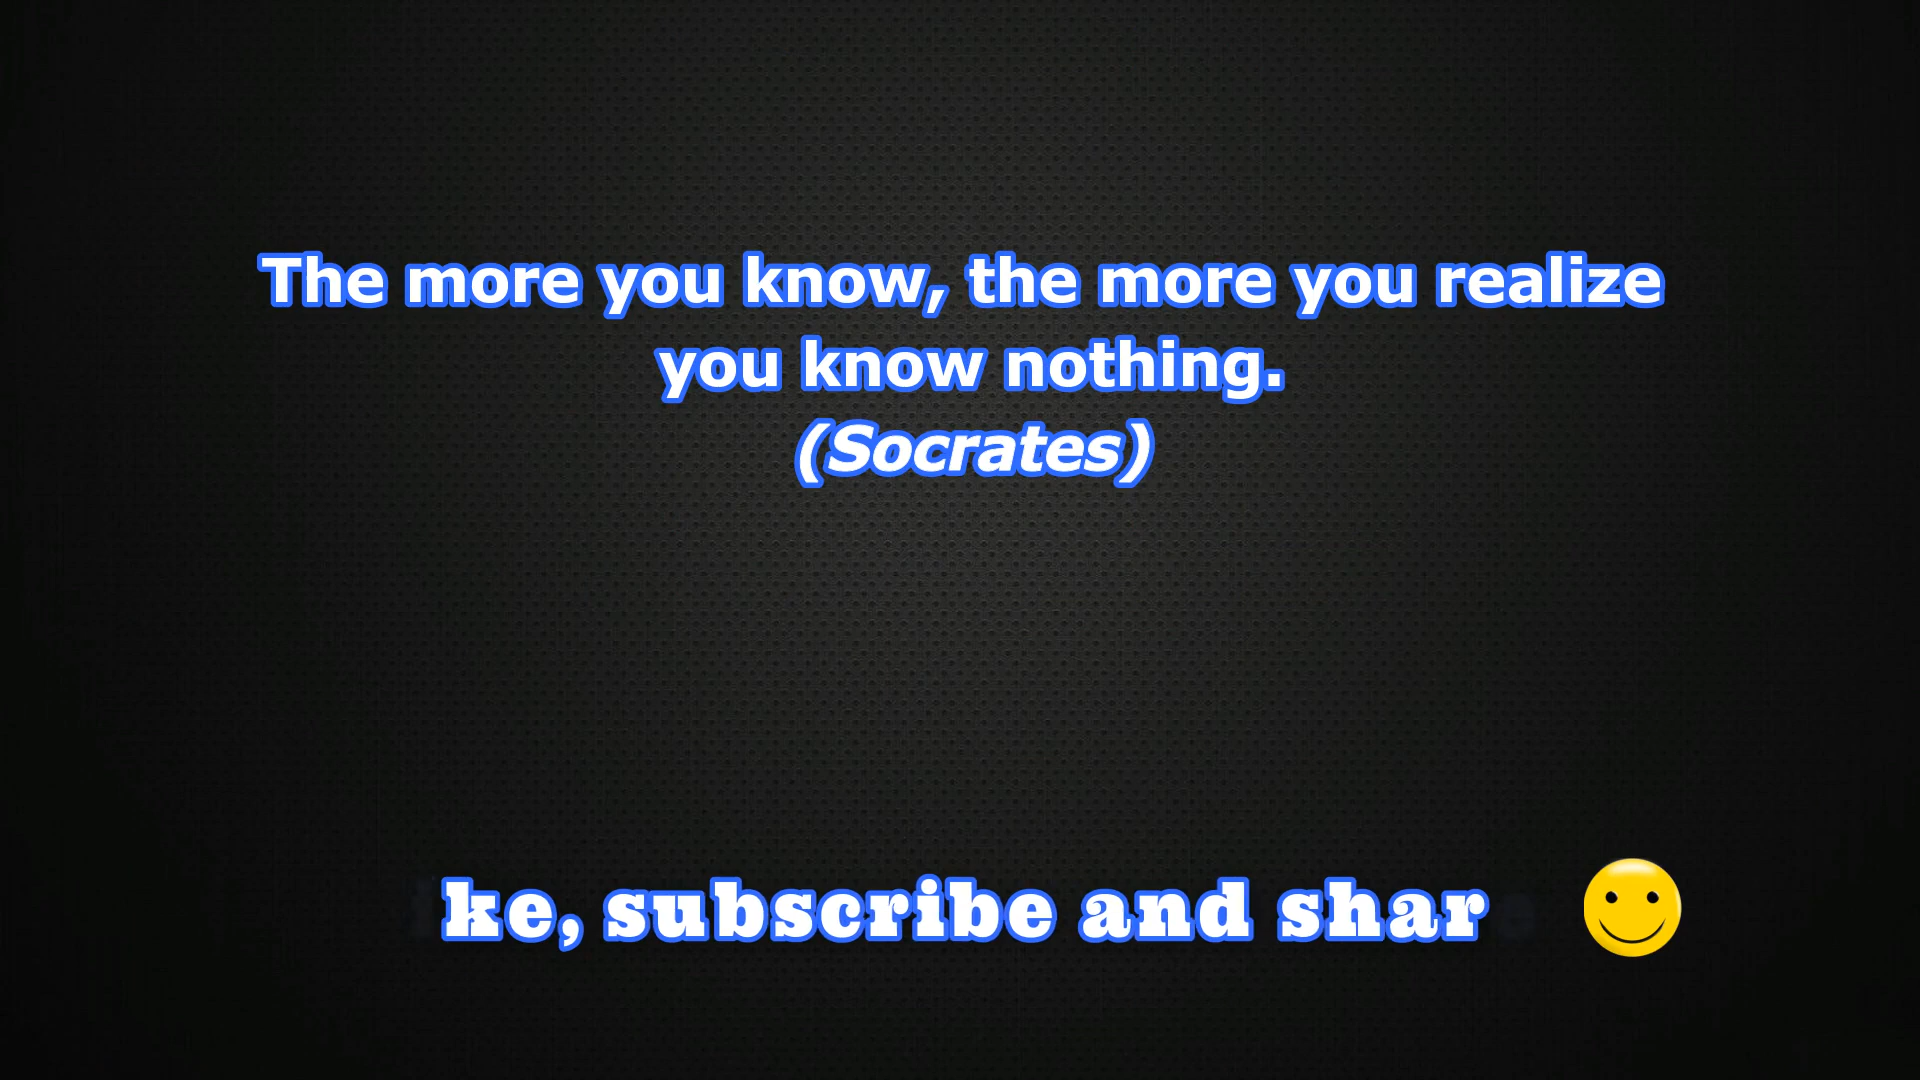 The more you know, the more you realize
you know nothing.
(Socrates)
ke, subscribe and shar